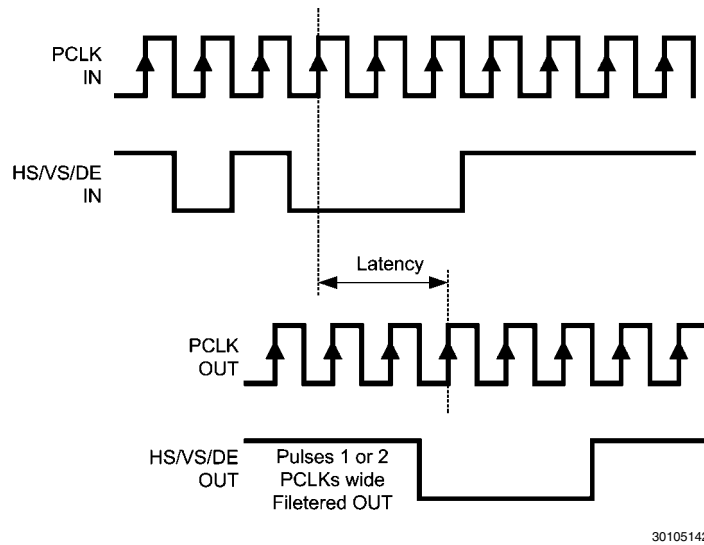 PCLK
IN
HS/VS/DE
IN
Latency
PCLK
OUT
HS/VS/DE
OUT
Pulses 1 or 2
PCLKs wide
Filetered OUT
30105142